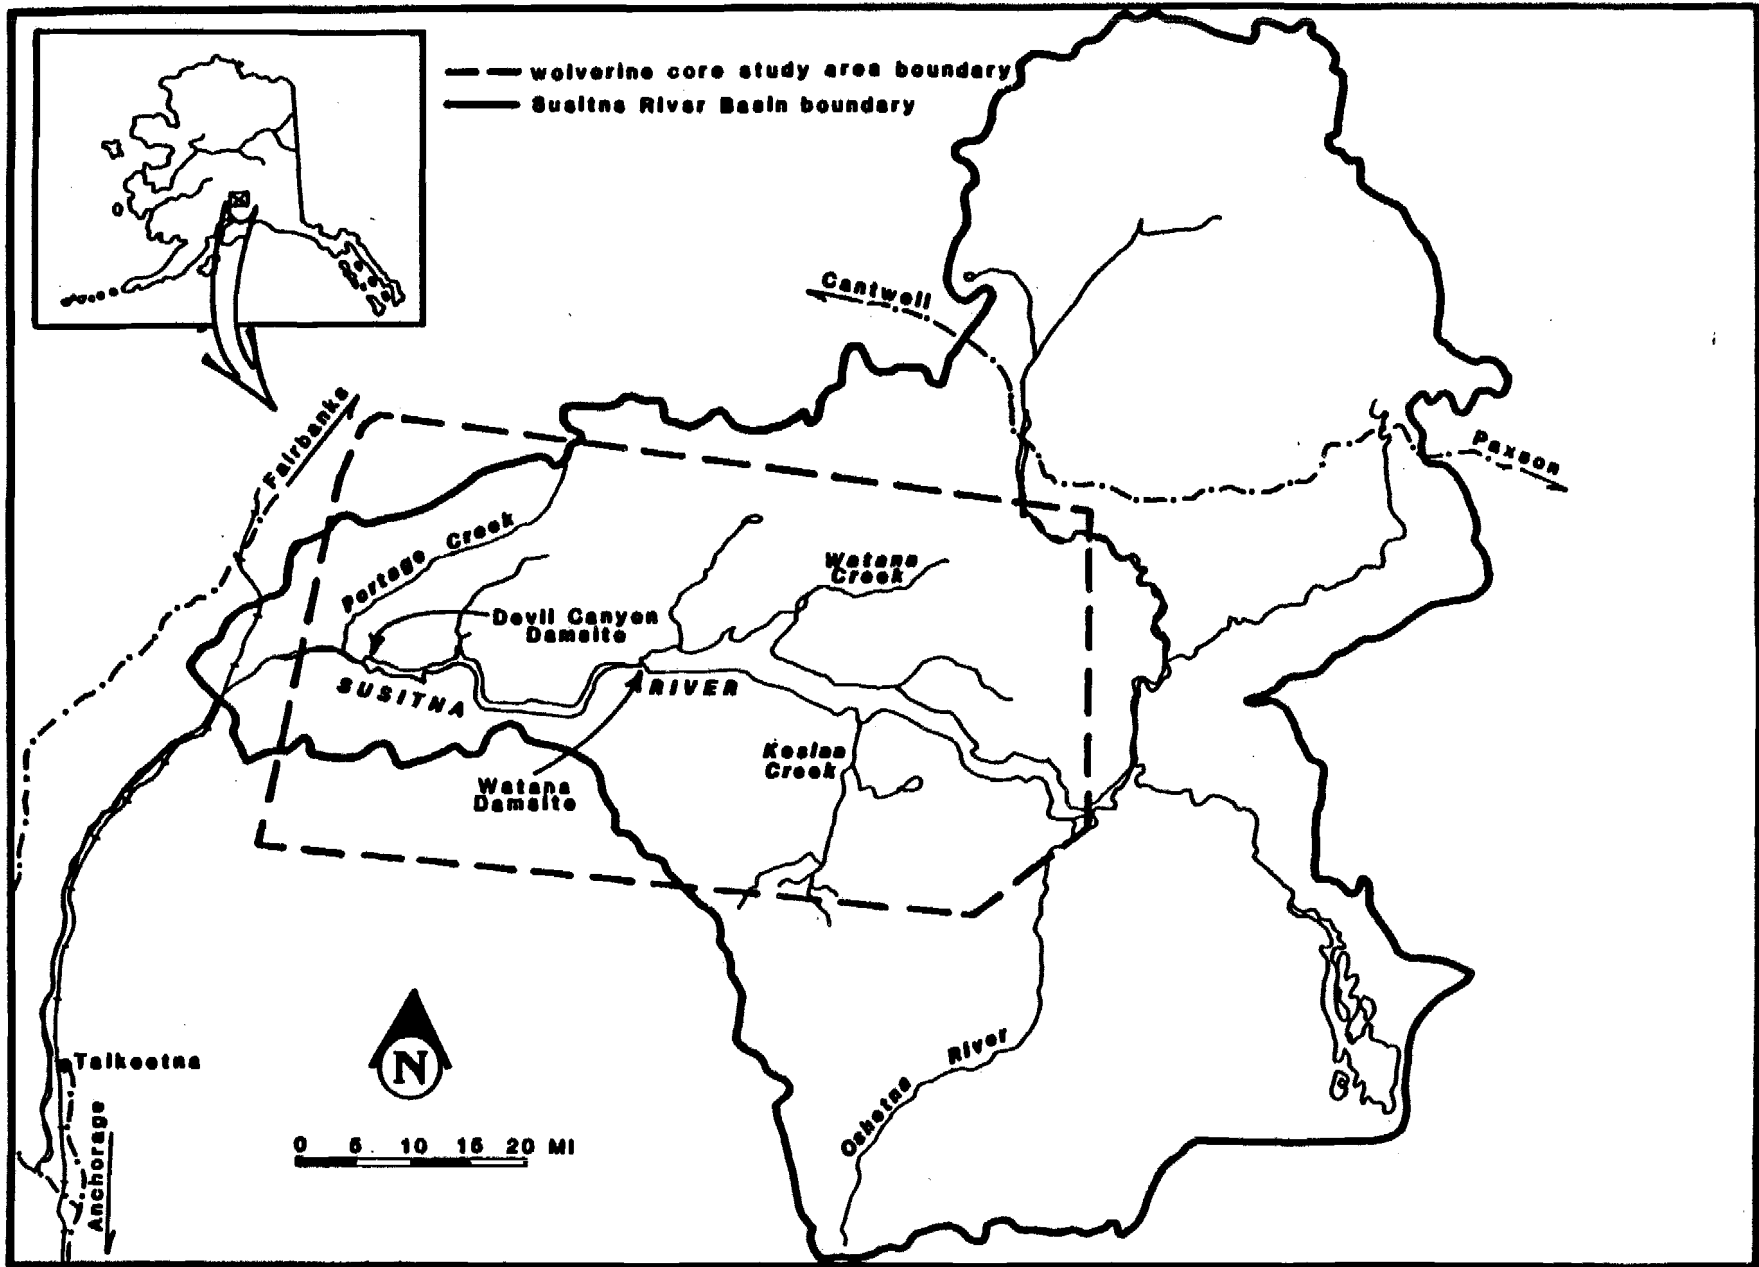 wolverine core study area boundary
Susitna River Basin boundary
Cantwell
Fairbanks
Paxson
Portage Creek
Watana
Creek
Devil Canyon
Damsite
SUSITNA
RIVER
Kosina
Creek
Watana
Damsite
Oshetna River
N
Talkeetna
Anchorage
0 5 10 15 20 MI